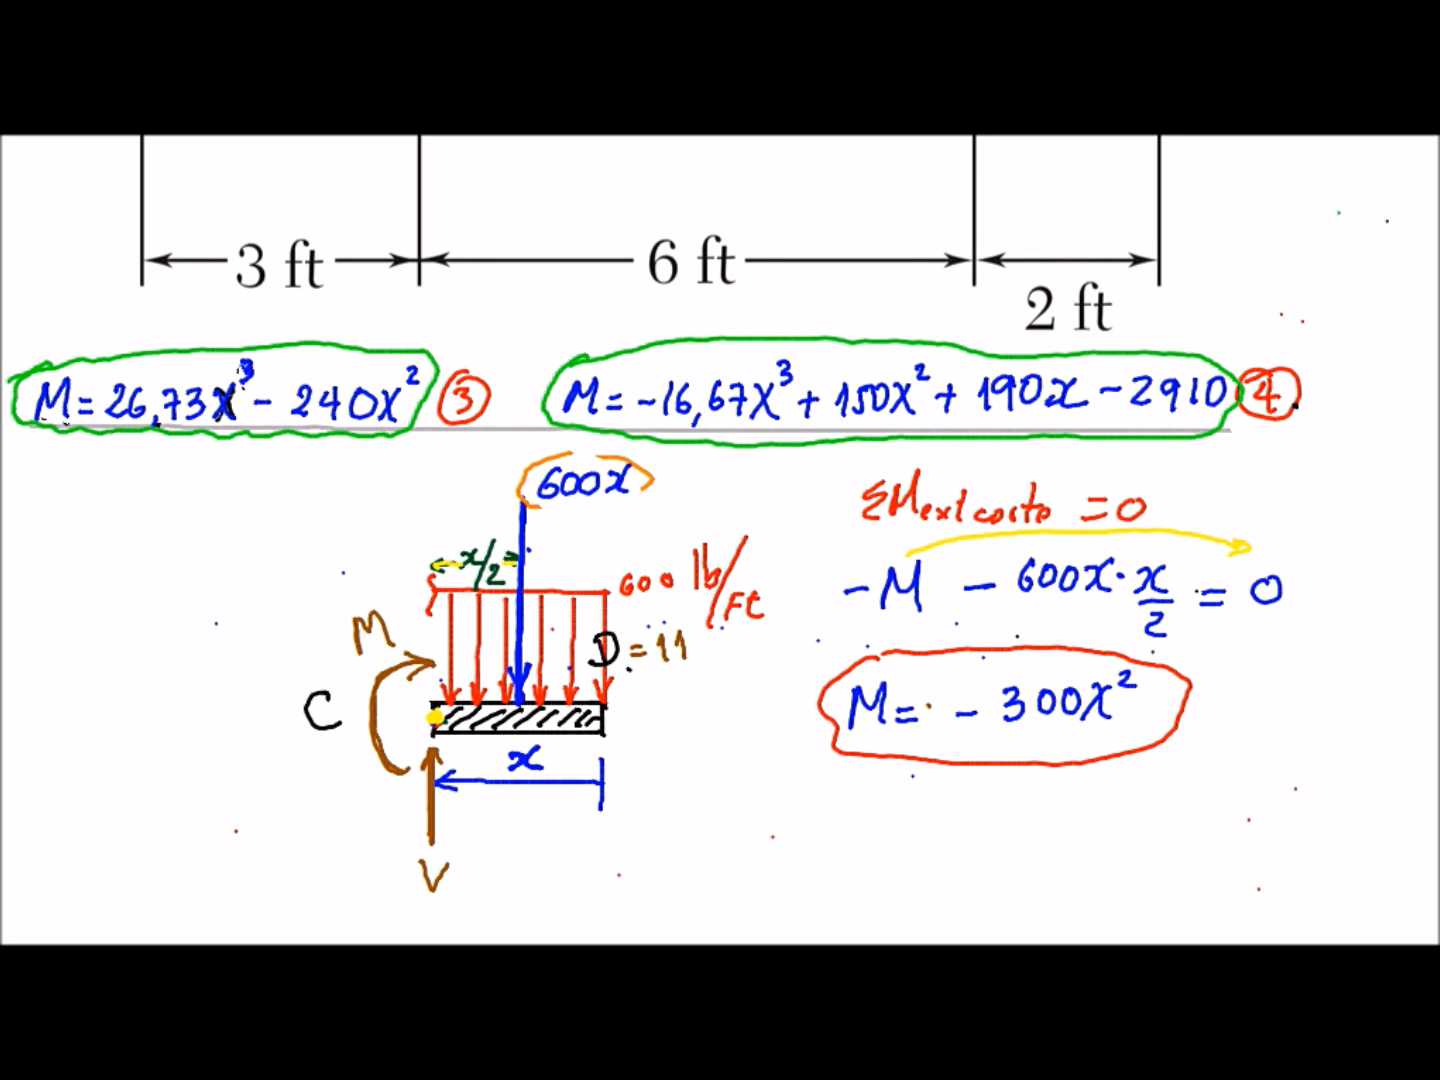 3 ft 6 ft 2 ft
M = 26,73x³ - 240x² ③ M = -16,67x³ + 150x² + 190x - 2910 ④
600x
ΣMext corto = 0
x/2
600 lb/Ft
-M - 600x · x/2 = 0
M
D = 11
C
M = - 300x²
x
V